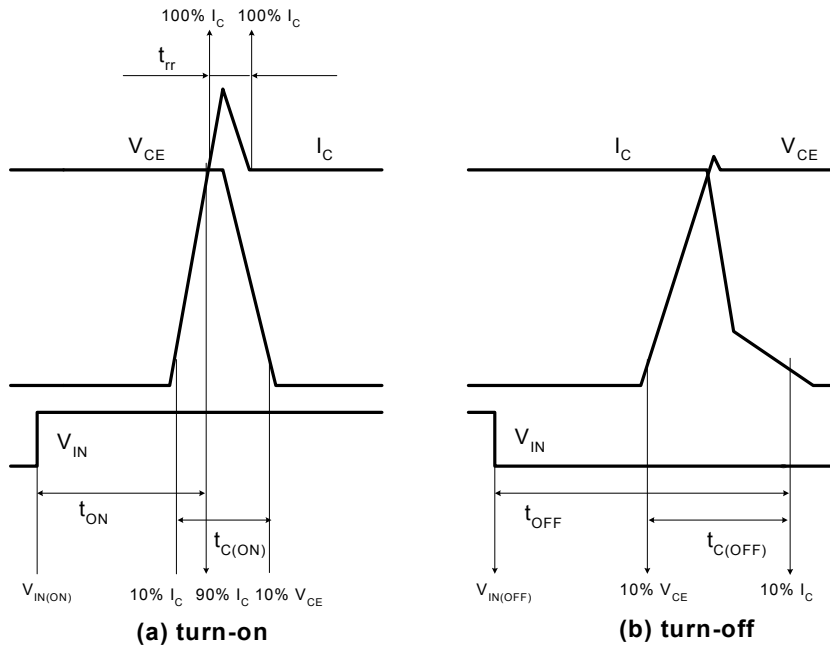 100% I_C 100% I_C
t_rr
V_CE I_C
I_C V_CE
V_IN
V_IN
t_ON
t_OFF
t_C(ON)
t_C(OFF)
V_IN(ON) 10% I_C 90% I_C 10% V_CE
V_IN(OFF) 10% V_CE 10% I_C
(a) turn-on
(b) turn-off